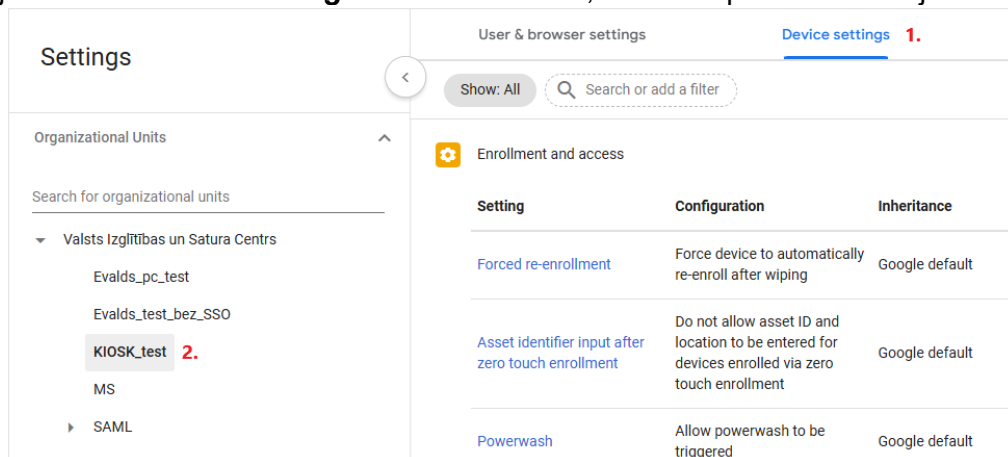 Settings
Organizational Units
Search for organizational units
Valsts Izglītības un Satura Centrs
Evalds_pc_test
Evalds_test_bez_SSO
KIOSK_test 2.
MS
SAML
User & browser settings
Device settings 1.
Show: All
Search or add a filter
Enrollment and access
Setting Configuration Inheritance
Forced re-enrollment
Force device to automatically
re-enroll after wiping
Google default
Asset identifier input after
zero touch enrollment
Do not allow asset ID and
location to be entered for
devices enrolled via zero
touch enrollment
Google default
Powerwash
Allow powerwash to be
triggered
Google default